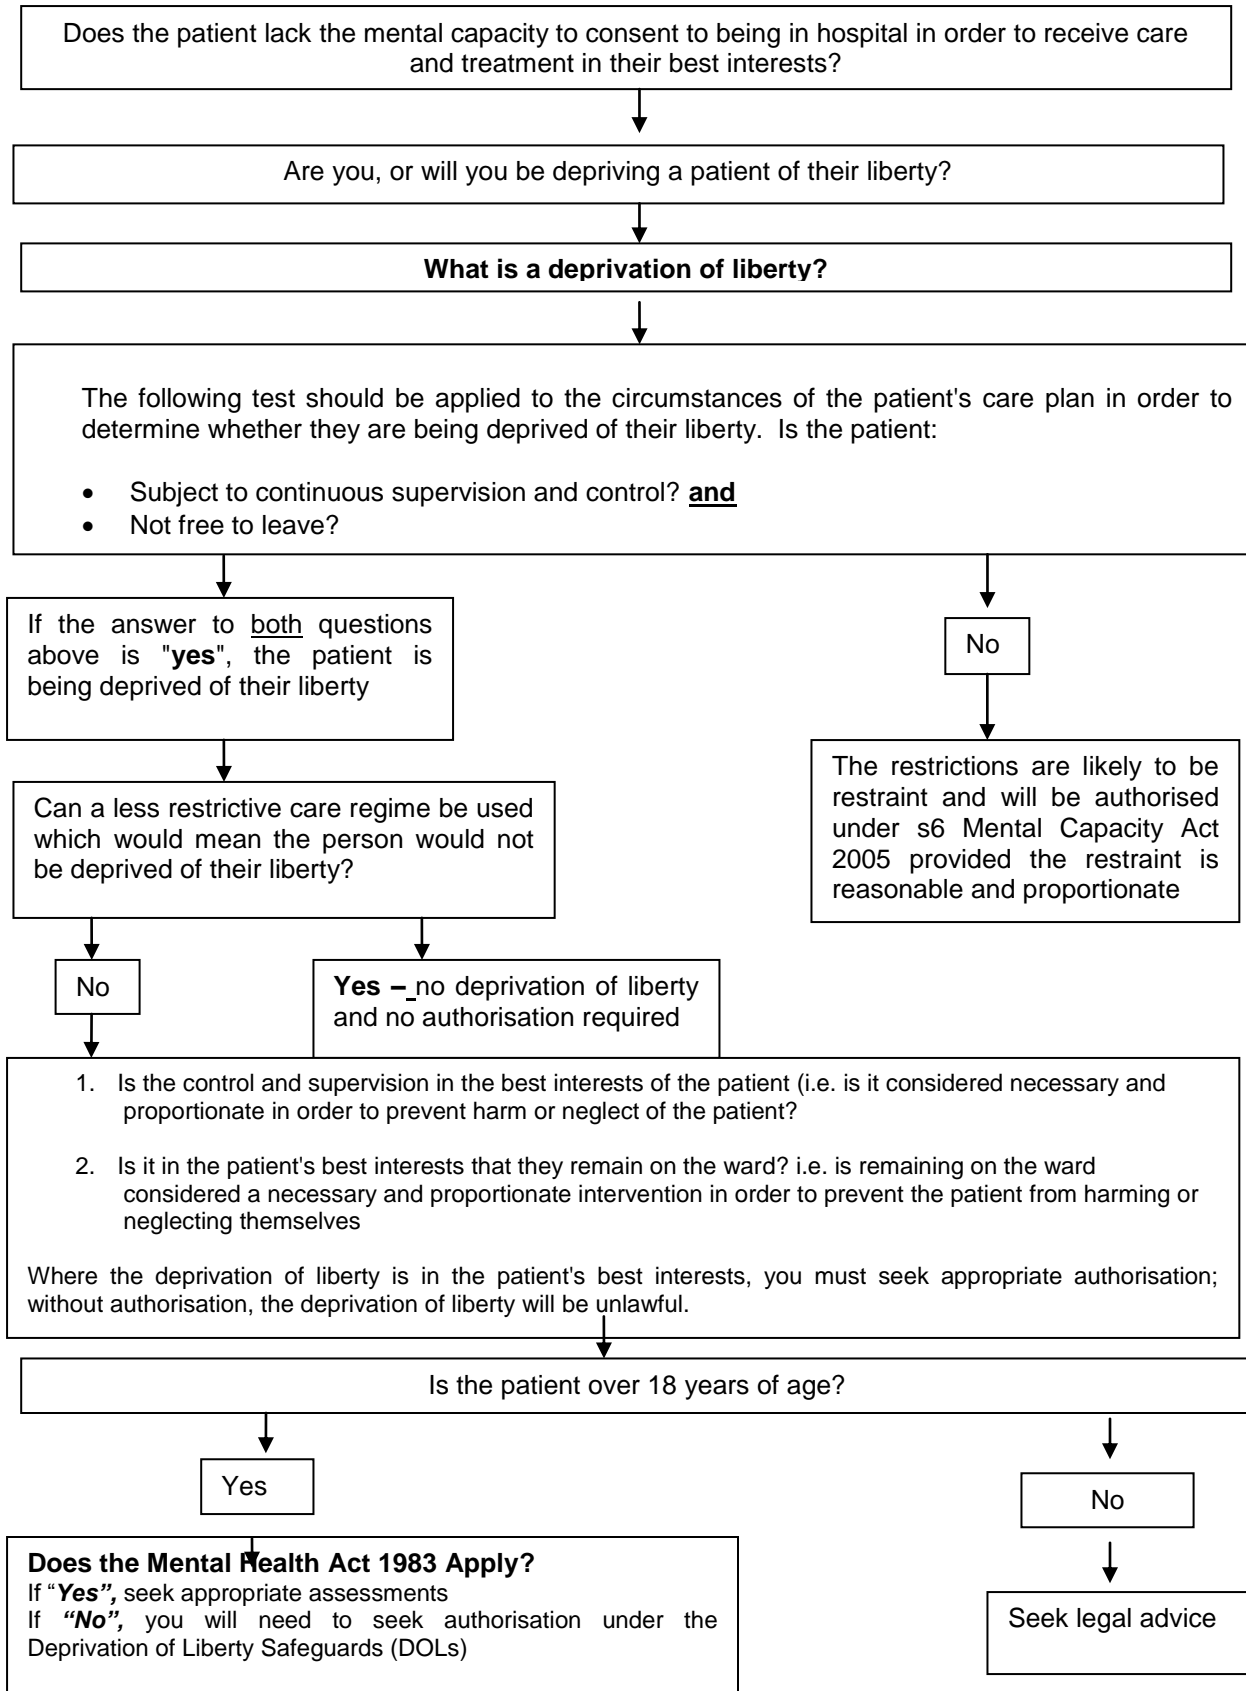 Does the patient lack the mental capacity to consent to being in hospital in order to receive care
and treatment in their best interests?
Are you, or will you be depriving a patient of their liberty?
What is a deprivation of liberty?
The following test should be applied to the circumstances of the patient's care plan in order to
determine whether they are being deprived of their liberty. Is the patient:
• Subject to continuous supervision and control? and
• Not free to leave?
If the answer to both questions
above is "yes", the patient is
being deprived of their liberty
No
The restrictions are likely to be
restraint and will be authorised
under s6 Mental Capacity Act
2005 provided the restraint is
reasonable and proportionate
Can a less restrictive care regime be used
which would mean the person would not
be deprived of their liberty?
No
Yes – no deprivation of liberty
and no authorisation required
1. Is the control and supervision in the best interests of the patient (i.e. is it considered necessary and
proportionate in order to prevent harm or neglect of the patient?
2. Is it in the patient's best interests that they remain on the ward? i.e. is remaining on the ward
considered a necessary and proportionate intervention in order to prevent the patient from harming or
neglecting themselves
Where the deprivation of liberty is in the patient's best interests, you must seek appropriate authorisation;
without authorisation, the deprivation of liberty will be unlawful.
Is the patient over 18 years of age?
Yes
No
Does the Mental Health Act 1983 Apply?
If “Yes”, seek appropriate assessments
If “No”, you will need to seek authorisation under the
Deprivation of Liberty Safeguards (DOLs)
Seek legal advice